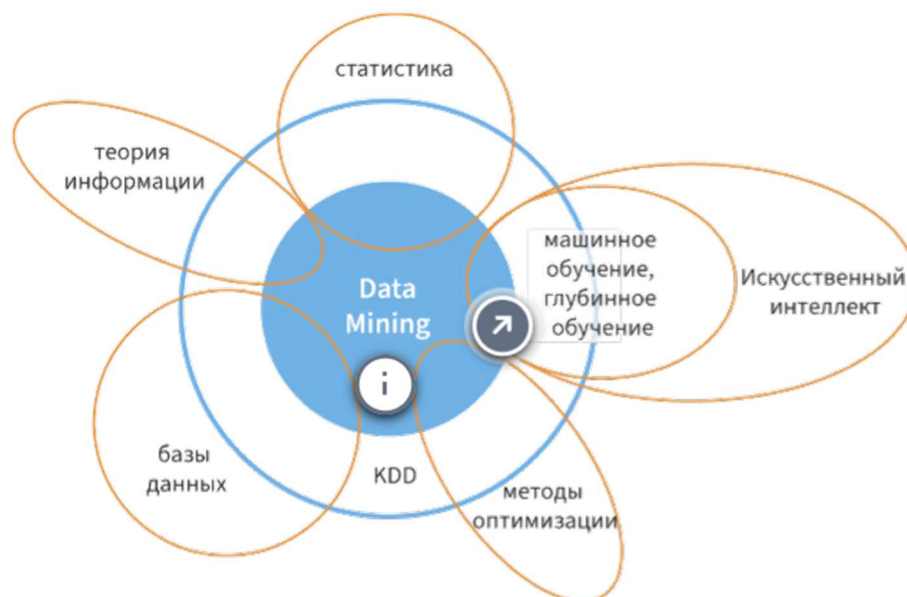 статистика
теория
информации
машинное
обучение,
глубинное
обучение
Искусственный
интеллект
Data
Mining
i
базы
данных
KDD
методы
оптимизации